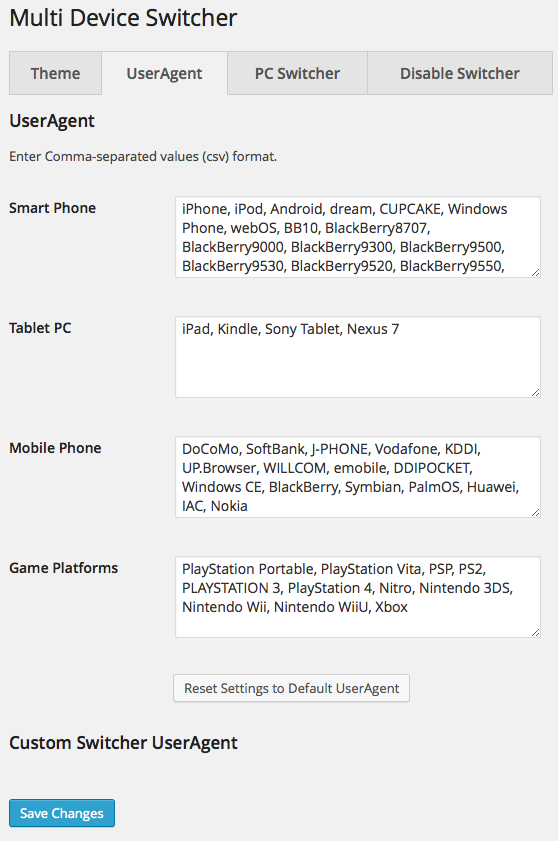 Multi Device Switcher
Theme
UserAgent
PC Switcher
Disable Switcher
UserAgent
Enter Comma-separated values (csv) format.
Smart Phone
iPhone, iPod, Android, dream, CUPCAKE, Windows
Phone, webOS, BB10, BlackBerry8707,
BlackBerry9000, BlackBerry9300, BlackBerry9500,
BlackBerry9530, BlackBerry9520, BlackBerry9550,
Tablet PC
iPad, Kindle, Sony Tablet, Nexus 7
Mobile Phone
DoCoMo, SoftBank, J-PHONE, Vodafone, KDDI,
UP.Browser, WILLCOM, emobile, DDIPOCKET,
Windows CE, BlackBerry, Symbian, PalmOS, Huawei,
IAC, Nokia
Game Platforms
PlayStation Portable, PlayStation Vita, PSP, PS2,
PLAYSTATION 3, PlayStation 4, Nitro, Nintendo 3DS,
Nintendo Wii, Nintendo WiiU, Xbox
Reset Settings to Default UserAgent
Custom Switcher UserAgent
Save Changes